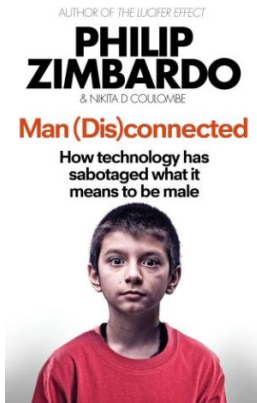 AUTHOR OF THE LUCIFER EFFECT
PHILIP
ZIMBARDO
& NIKITA D COULOMBE
Man (Dis)connected
How technology has
sabotaged what it
means to be male